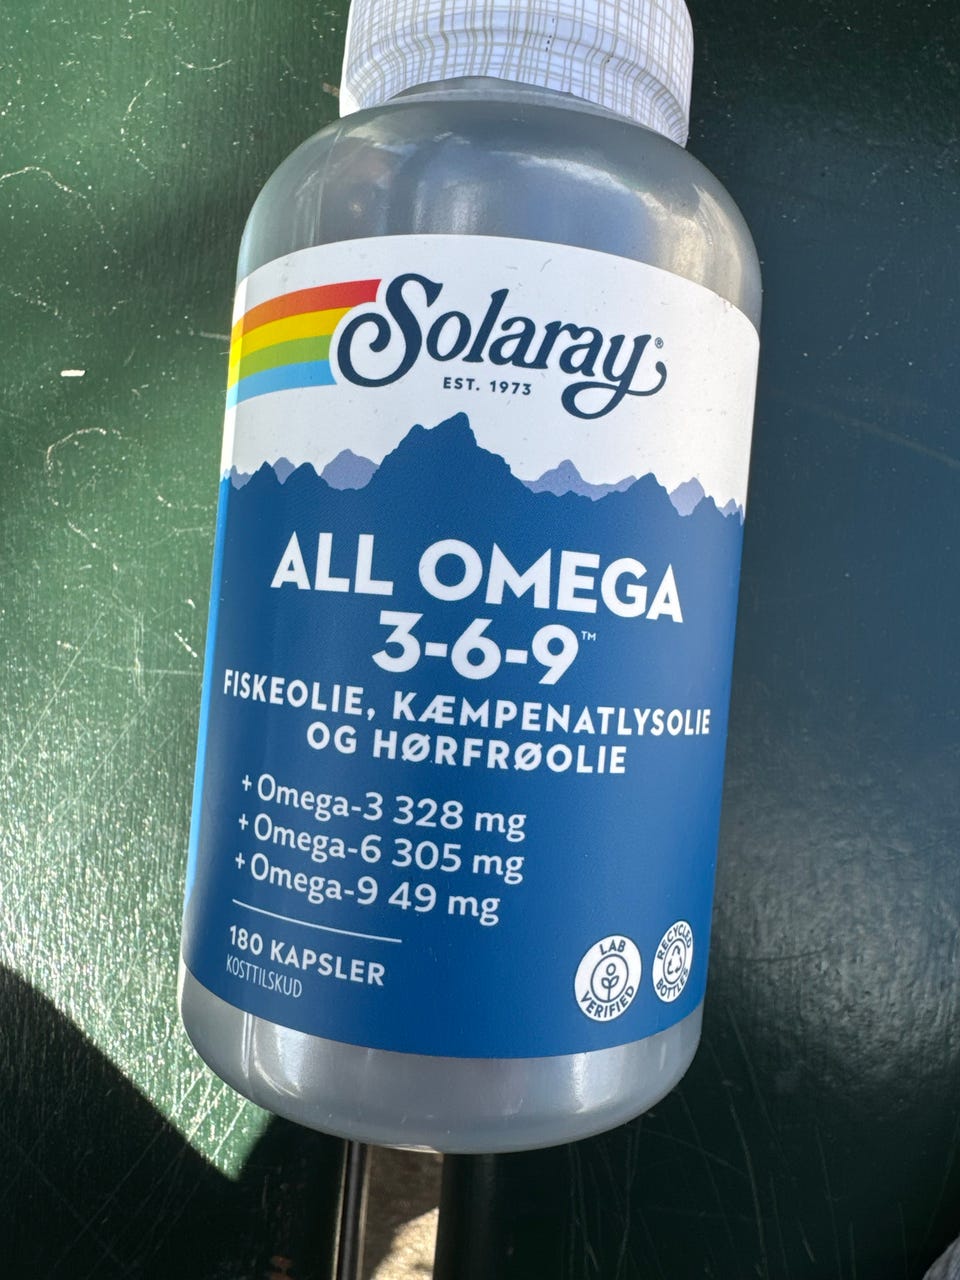 Solaray®
EST. 1973
ALL OMEGA
3-6-9™
FISKEOLIE, KÆMPENATLYSOLIE
OG HØRFRØOLIE
+ Omega-3 328 mg
+ Omega-6 305 mg
+ Omega-9 49 mg
180 KAPSLER
KOSTTILSKUD
LAB
VERIFIED
RECYCLED
BOTTLES